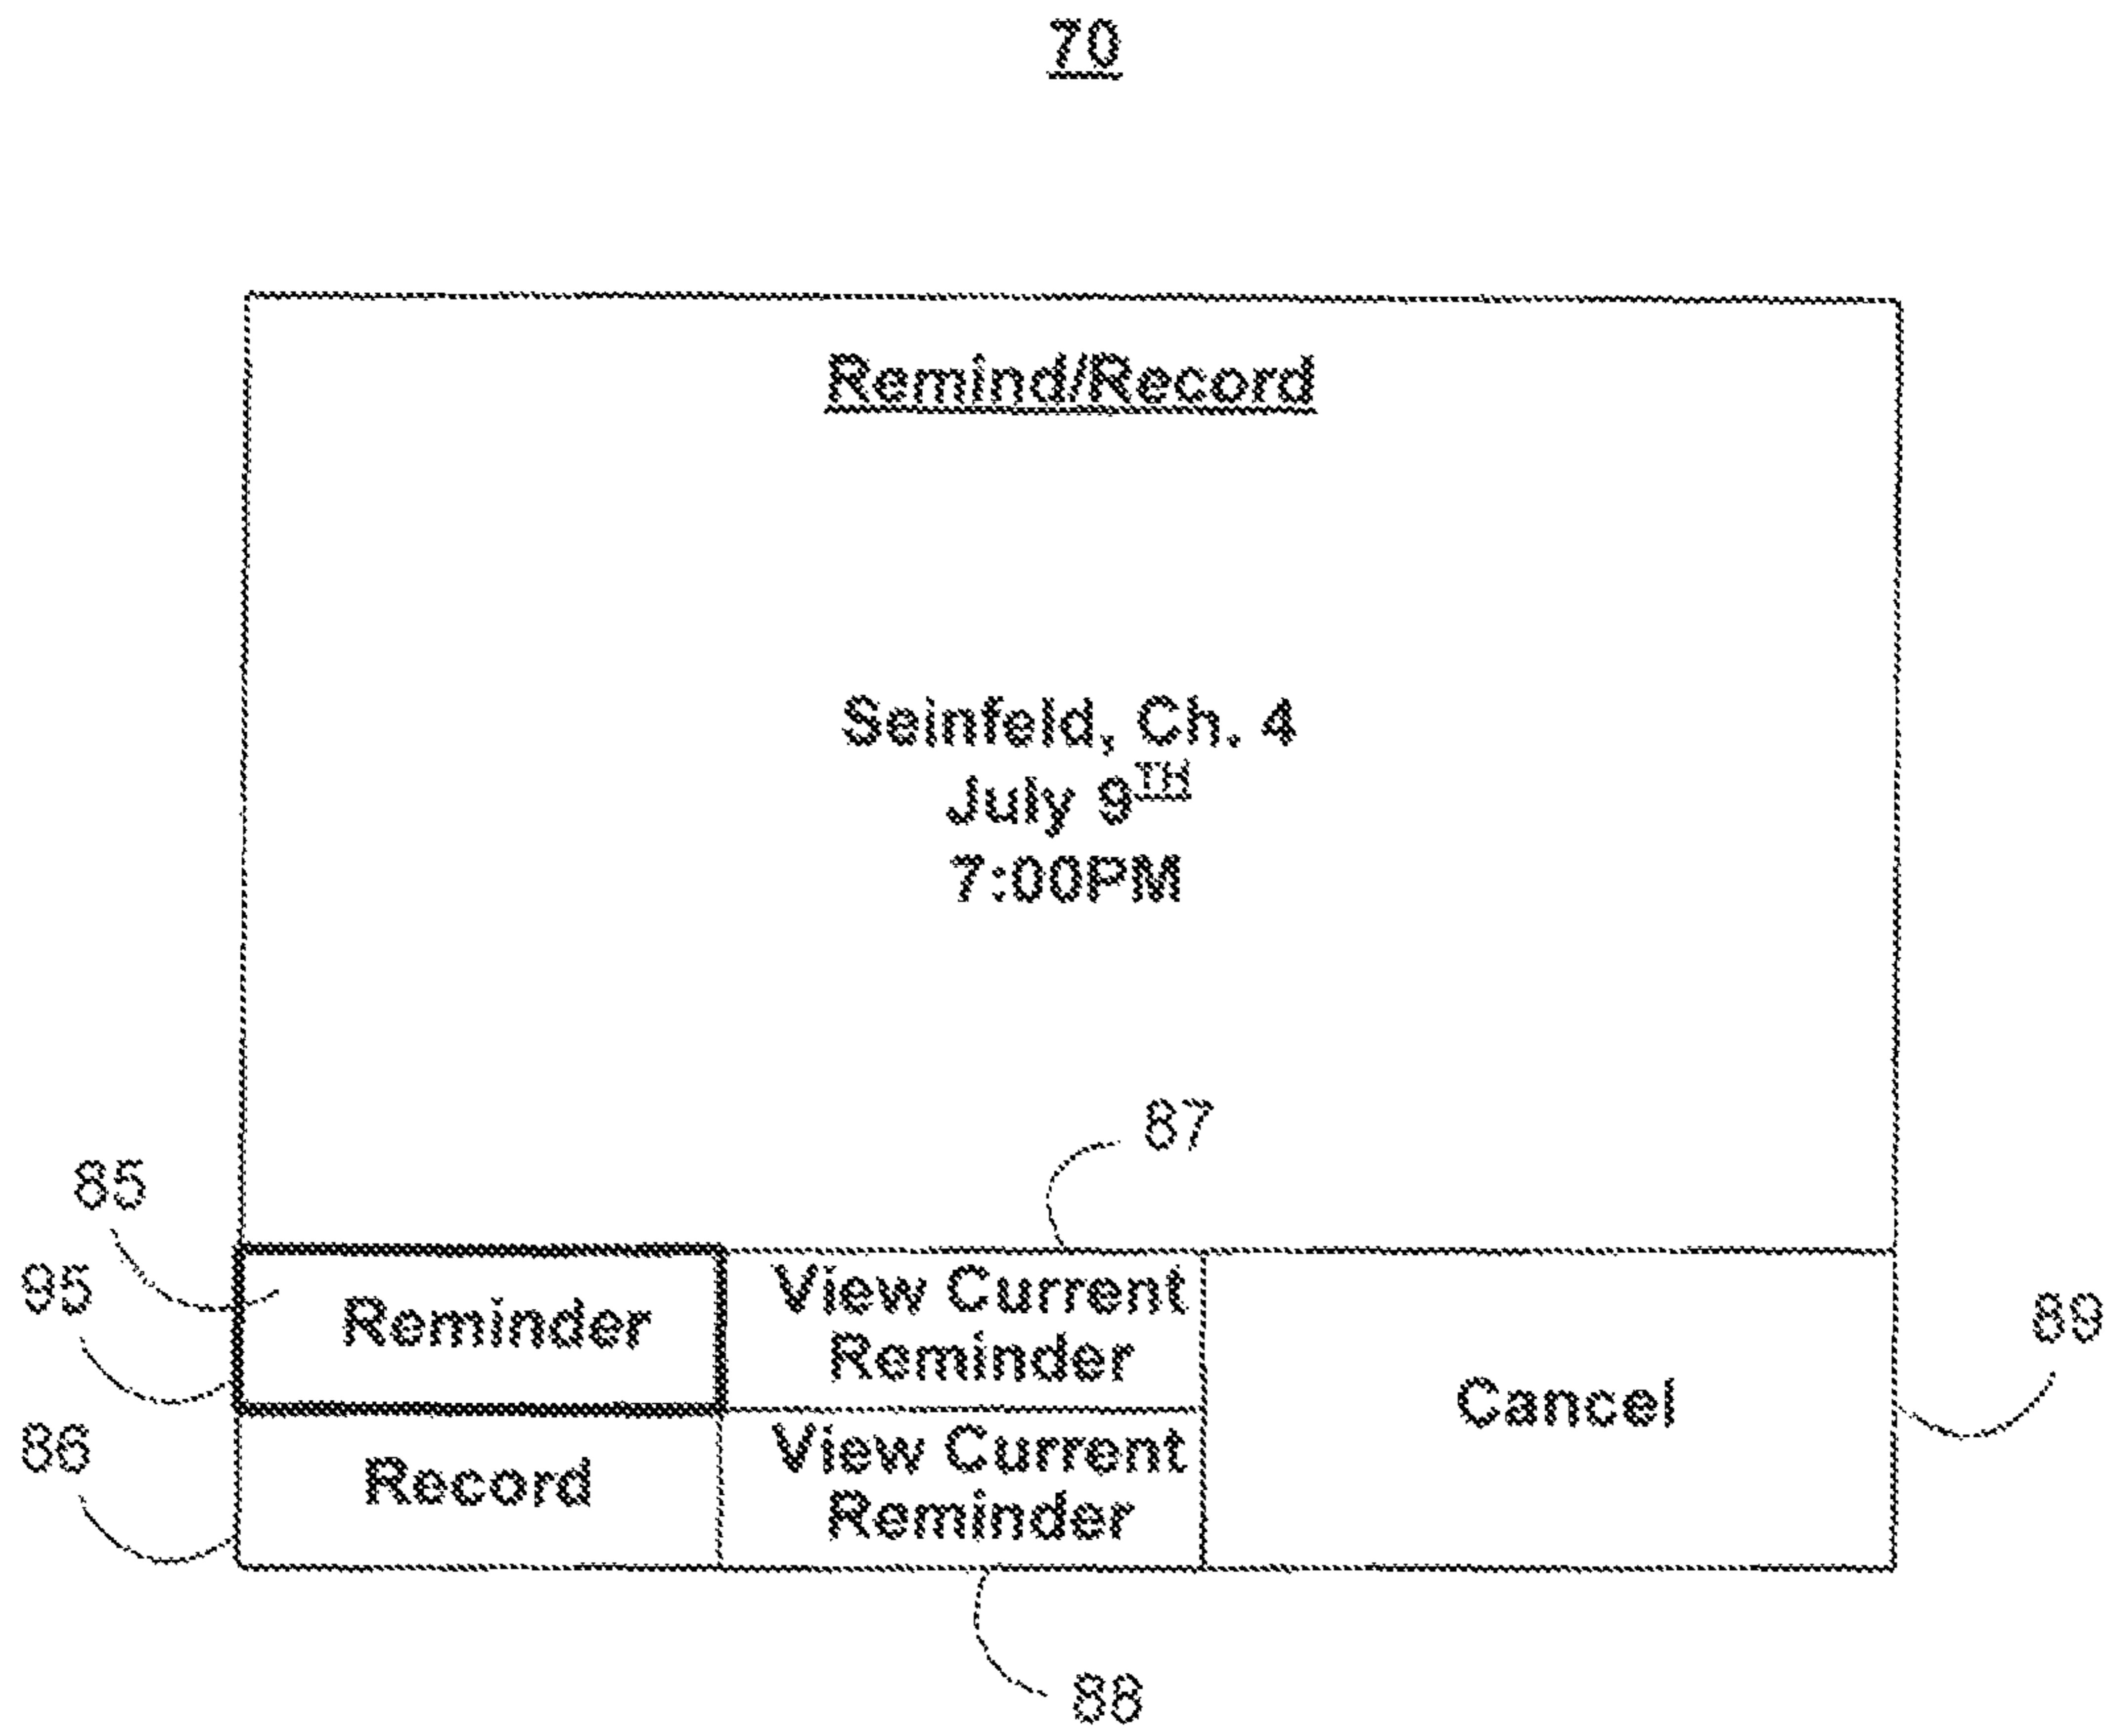 70
Remind/Record
Seinfeld, Ch. 4
July 9TH
7:00PM
87
85
95
Reminder
View Current
Reminder
89
Cancel
86
Record
View Current
Reminder
88